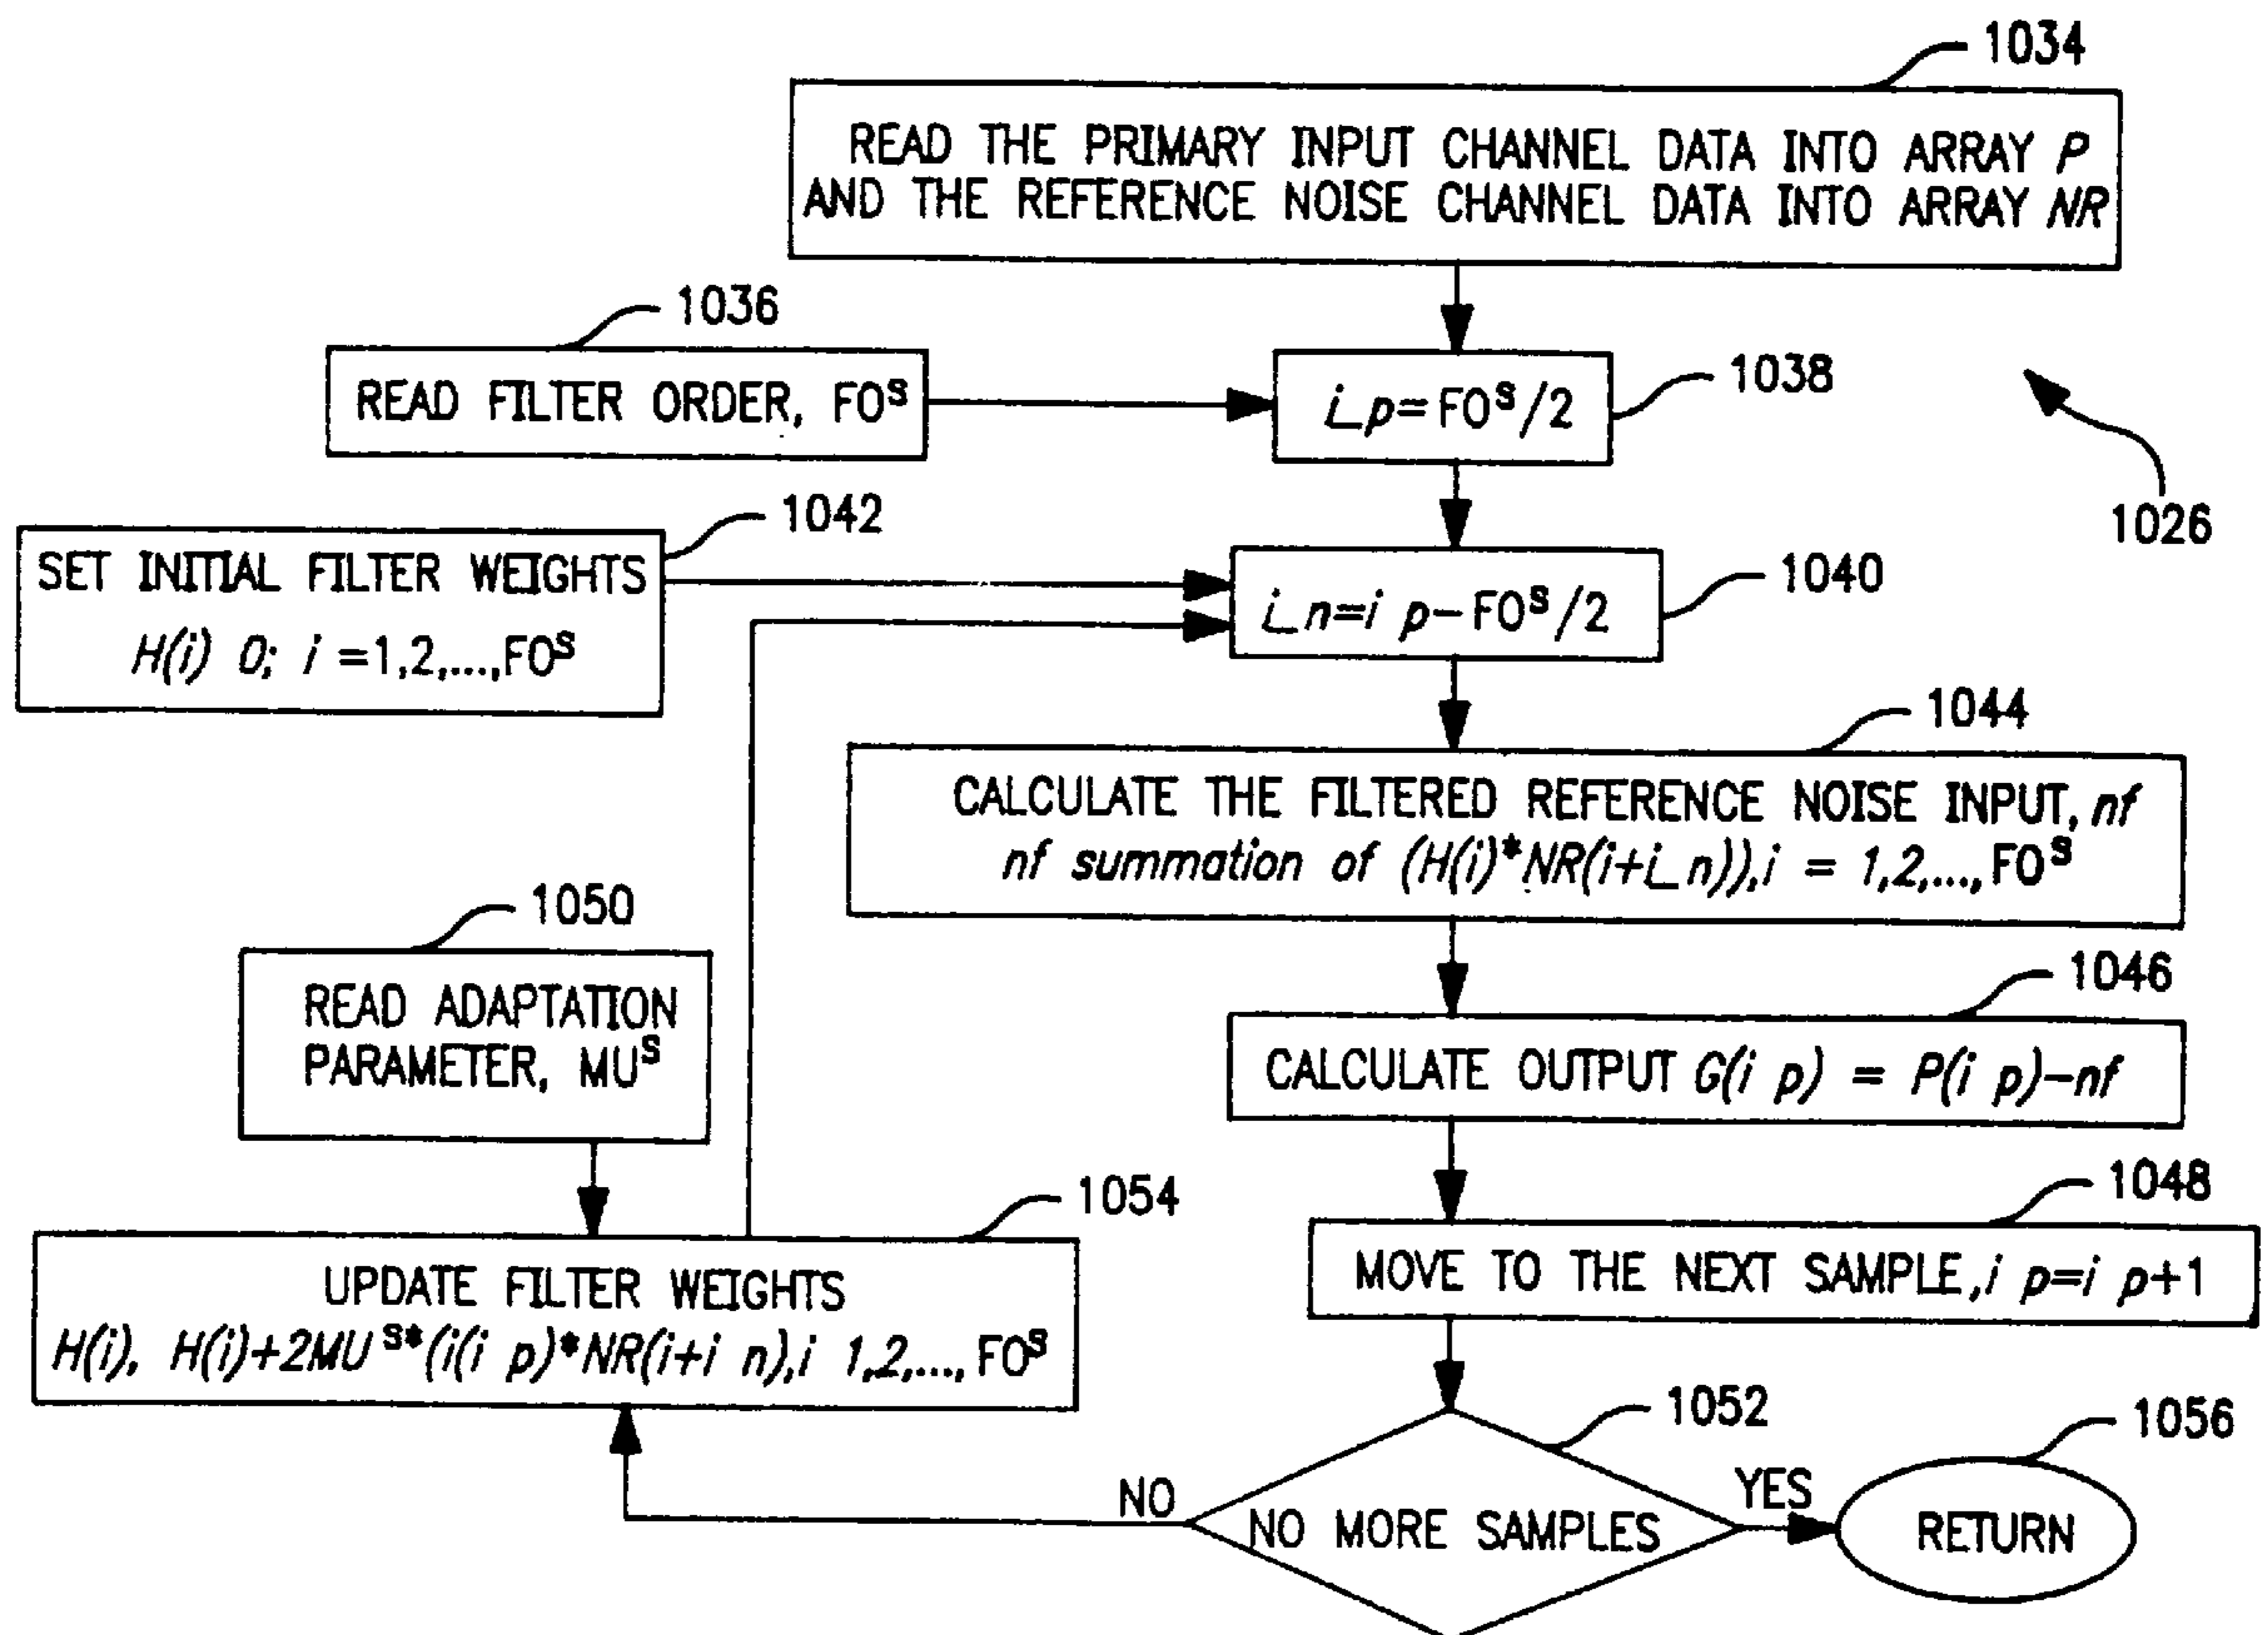 1034
READ THE PRIMARY INPUT CHANNEL DATA INTO ARRAY P
AND THE REFERENCE NOISE CHANNEL DATA INTO ARRAY NR
1036
READ FILTER ORDER, FO^S
1038
i_p=FO^S/2
1026
1042
SET INITIAL FILTER WEIGHTS
H(i) 0; i =1,2,...,FO^S
1040
i_n=i p-FO^S/2
1044
CALCULATE THE FILTERED REFERENCE NOISE INPUT, nf
nf summation of (H(i)*NR(i+i_n)),i = 1,2,..., FO^S
1050
READ ADAPTATION
PARAMETER, MU^S
1046
CALCULATE OUTPUT G(i p) = P(i p)-nf
1048
MOVE TO THE NEXT SAMPLE, i p=i p+1
1054
UPDATE FILTER WEIGHTS
H(i), H(i)+2MU^S*(i(i p)*NR(i+i n),i 1,2,..., FO^S
1052
NO MORE SAMPLES
NO
YES
1056
RETURN